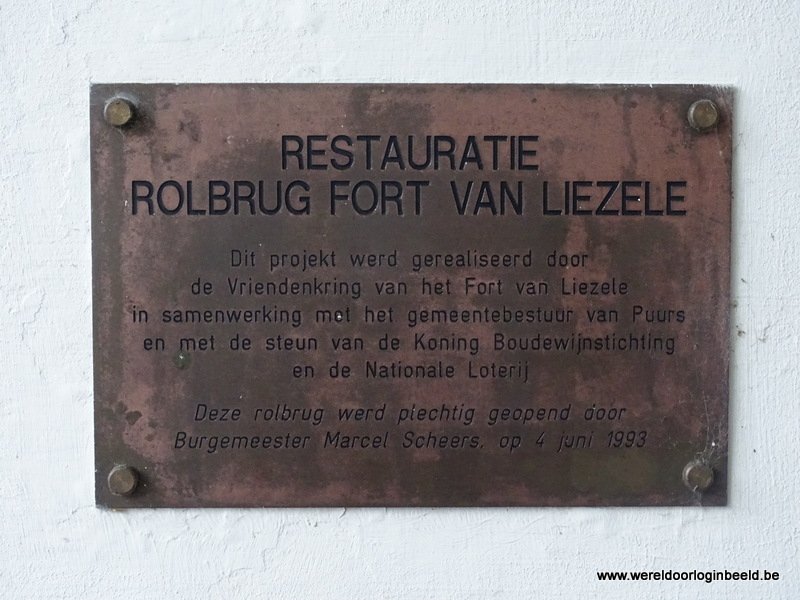 RESTAURATIE
ROLBRUG FORT VAN LIEZELE
Dit projekt werd gerealiseerd door
de Vriendenkring van het Fort van Liezele
in samenwerking met het gemeentebestuur van Puurs
en met de steun van de Koning Boudewijnstichting
en de Nationale Loterij
Deze rolbrug werd plechtig geopend door
Burgemeester Marcel Scheers, op 4 juni 1993
www.wereldoorloginbeeld.be